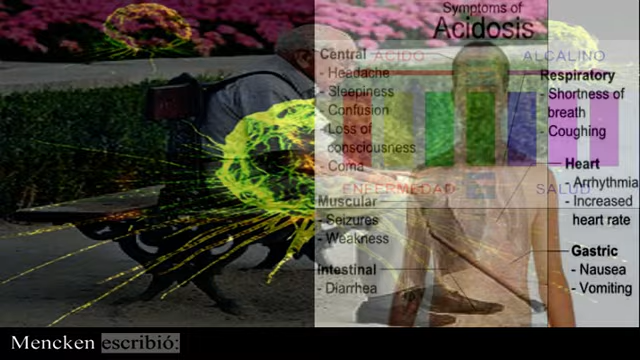 Symptoms of
Acidosis
ÁCIDO
ALCALINO
Central
- Headache
- Sleepiness
- Confusion
- Loss of
consciousness
- Coma
Respiratory
- Shortness of
breath
- Coughing
Heart
- Arrhythmia
- Increased
heart rate
ENFERMEDAD
SALUD
Muscular
- Seizures
- Weakness
Gastric
- Nausea
- Vomiting
Intestinal
- Diarrhea
Mencken escribió: